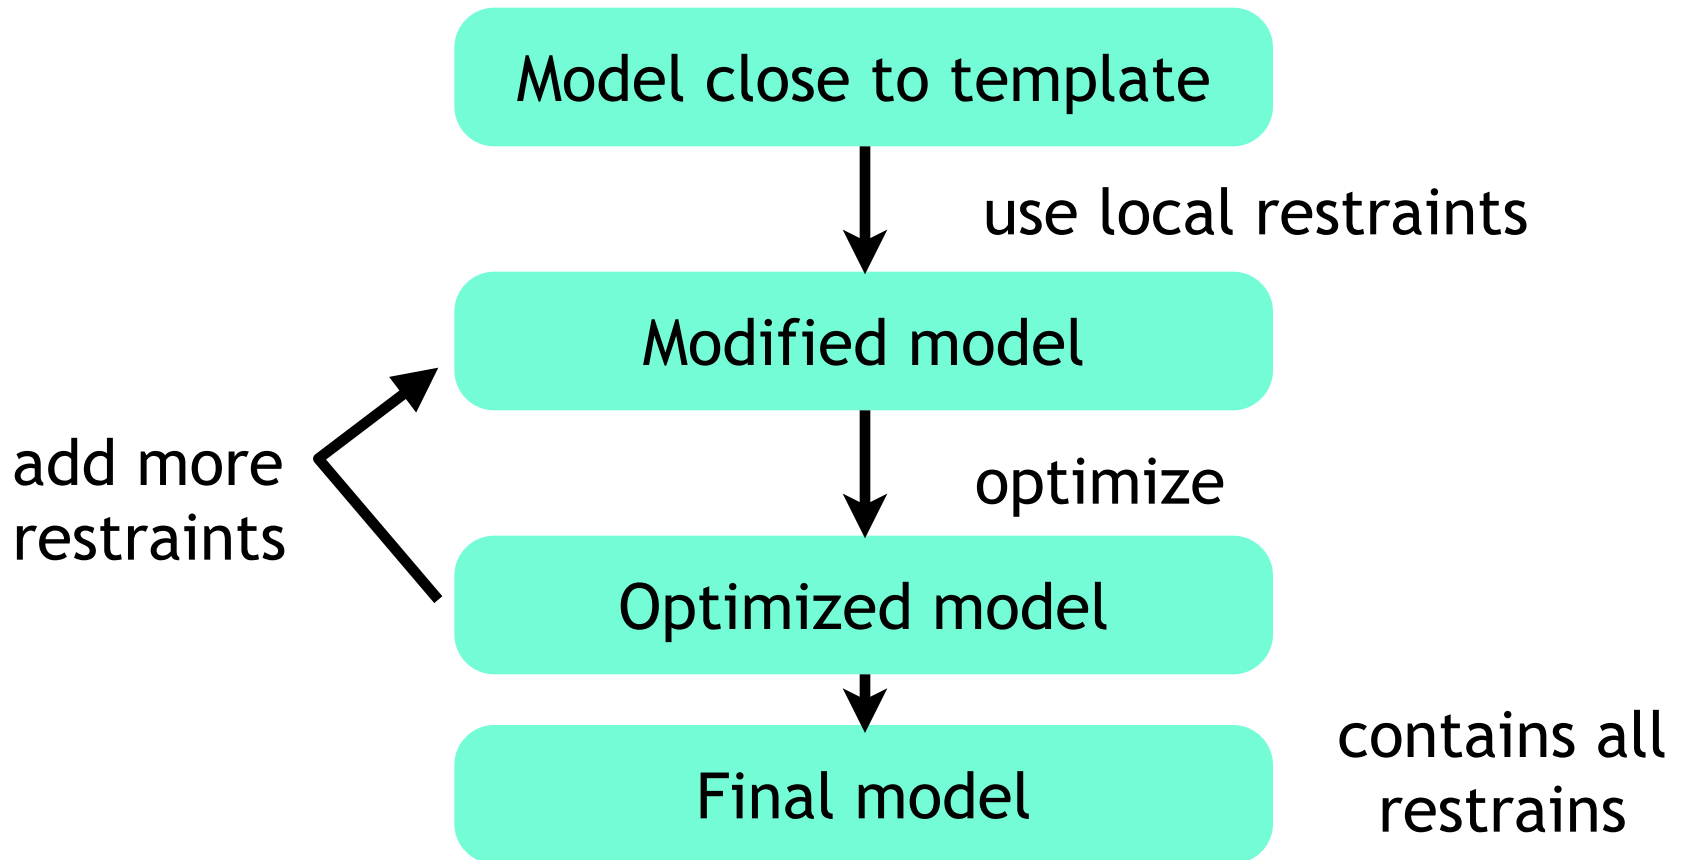 Model close to template
use local restraints
Modified model
add more
restraints
optimize
Optimized model
Final model
contains all
restrains